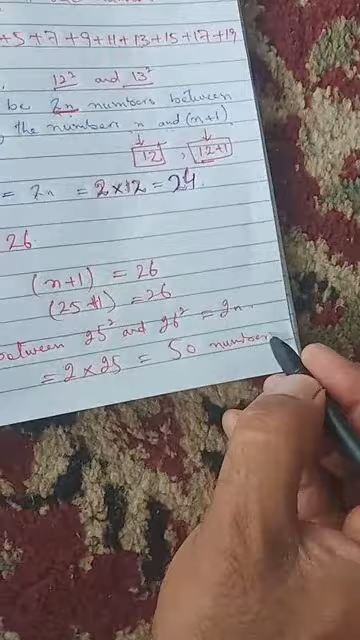 +5+7+9+11+13+15+17+19
12² and 13²
be 2n numbers between
the number n and (n+1)
12 , 12+1
= 2n = 2×12 = 24.
26
(n+1) = 26
(25+1) = 26
between 25² and 26² = 2n.
= 2×25 = 50 number